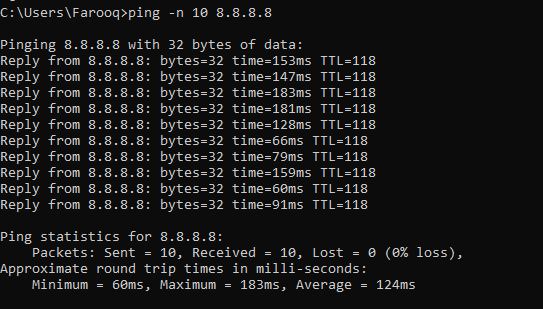 C:\Users\Farooq>ping -n 10 8.8.8.8
Pinging 8.8.8.8 with 32 bytes of data:
Reply from 8.8.8.8: bytes=32 time=153ms TTL=118
Reply from 8.8.8.8: bytes=32 time=147ms TTL=118
Reply from 8.8.8.8: bytes=32 time=183ms TTL=118
Reply from 8.8.8.8: bytes=32 time=181ms TTL=118
Reply from 8.8.8.8: bytes=32 time=128ms TTL=118
Reply from 8.8.8.8: bytes=32 time=66ms TTL=118
Reply from 8.8.8.8: bytes=32 time=79ms TTL=118
Reply from 8.8.8.8: bytes=32 time=159ms TTL=118
Reply from 8.8.8.8: bytes=32 time=60ms TTL=118
Reply from 8.8.8.8: bytes=32 time=91ms TTL=118
Ping statistics for 8.8.8.8:
    Packets: Sent = 10, Received = 10, Lost = 0 (0% loss),
Approximate round trip times in milli-seconds:
    Minimum = 60ms, Maximum = 183ms, Average = 124ms